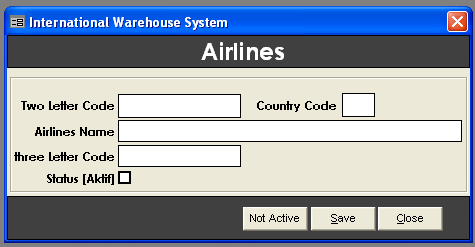 International Warehouse System
Airlines
Two Letter Code Country Code
Airlines Name
three Letter Code
Status [Aktif]
Not Active Save Close